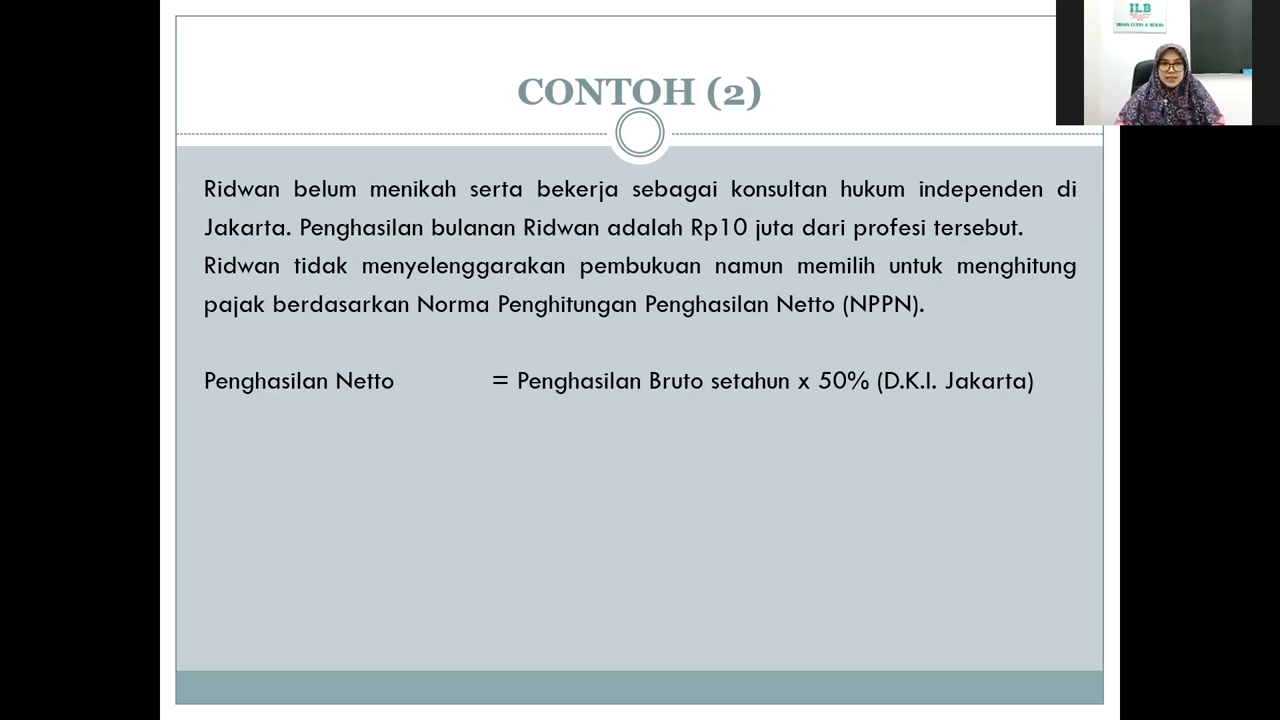 ILB
CONTOH (2)
Ridwan belum menikah serta bekerja sebagai konsultan hukum independen di
Jakarta. Penghasilan bulanan Ridwan adalah Rp10 juta dari profesi tersebut.
Ridwan tidak menyelenggarakan pembukuan namun memilih untuk menghitung
pajak berdasarkan Norma Penghitungan Penghasilan Netto (NPPN).
Penghasilan Netto = Penghasilan Bruto setahun x 50% (D.K.I. Jakarta)